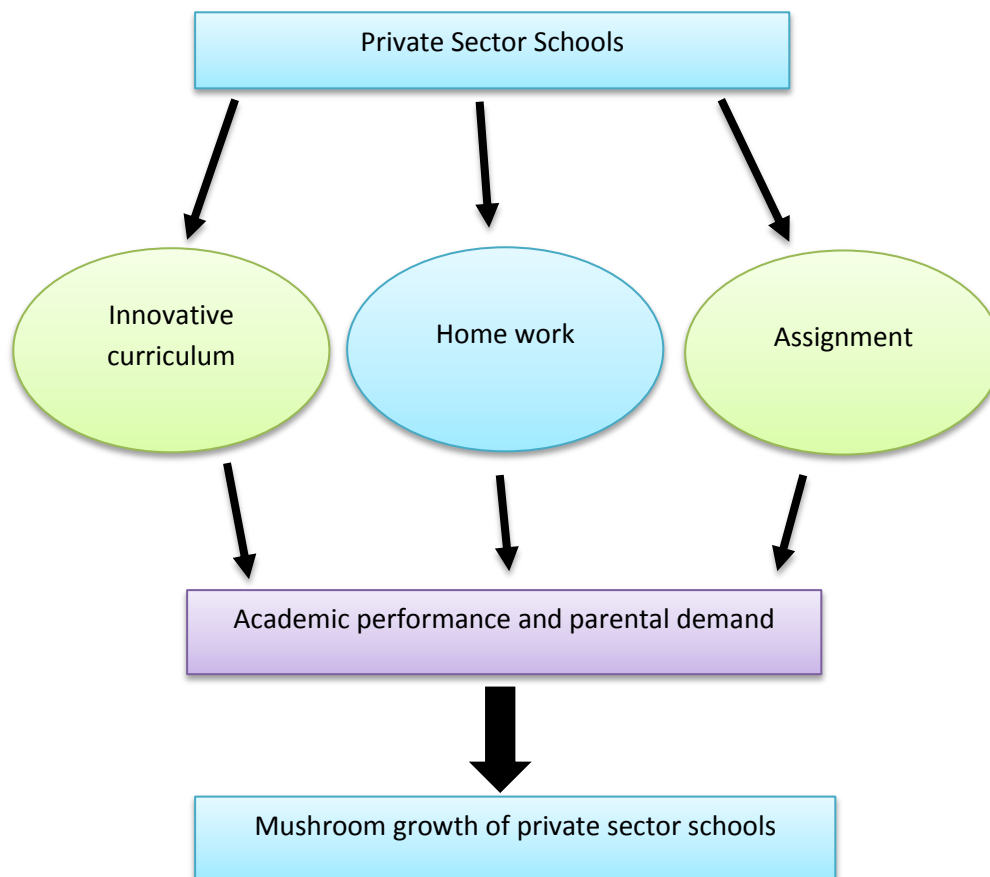 Private Sector Schools
Innovative
curriculum
Home work
Assignment
Academic performance and parental demand
Mushroom growth of private sector schools